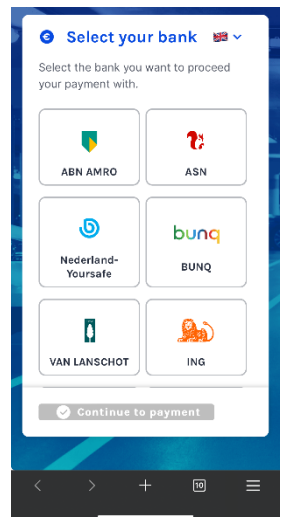 Select your bank
Select the bank you want to proceed
your payment with.
ABN AMRO
ASN
Nederland-
Yoursafe
bunq
BUNQ
VAN LANSCHOT
ING
Continue to payment
10